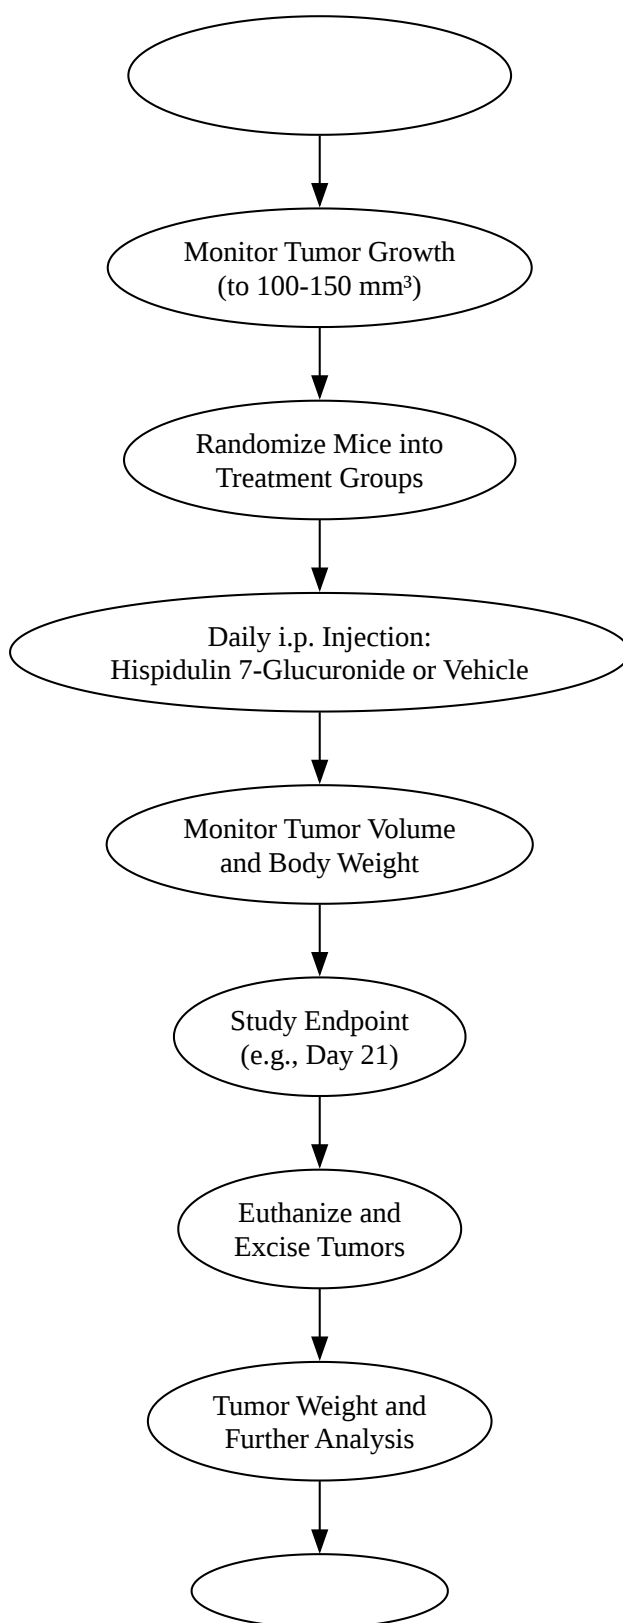 Monitor Tumor Growth
(to 100-150 mm³)
Randomize Mice into
Treatment Groups
Daily i.p. Injection:
Hispidulin 7-Glucuronide or Vehicle
Monitor Tumor Volume
and Body Weight
Study Endpoint
(e.g., Day 21)
Euthanize and
Excise Tumors
Tumor Weight and
Further Analysis